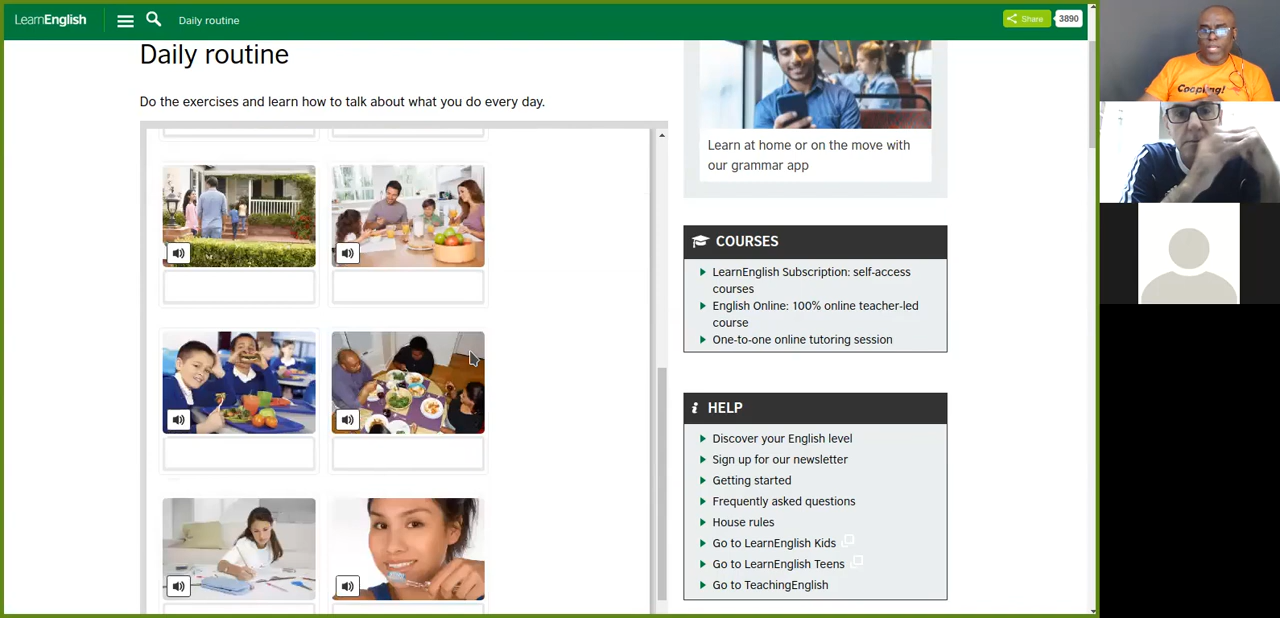 LearnEnglish
Daily routine
Share
3890
Daily routine
Do the exercises and learn how to talk about what you do every day.
Learn at home or on the move with
our grammar app
COURSES
LearnEnglish Subscription: self-access
courses
English Online: 100% online teacher-led
course
One-to-one online tutoring session
HELP
Discover your English level
Sign up for our newsletter
Getting started
Frequently asked questions
House rules
Go to LearnEnglish Kids
Go to LearnEnglish Teens
Go to TeachingEnglish